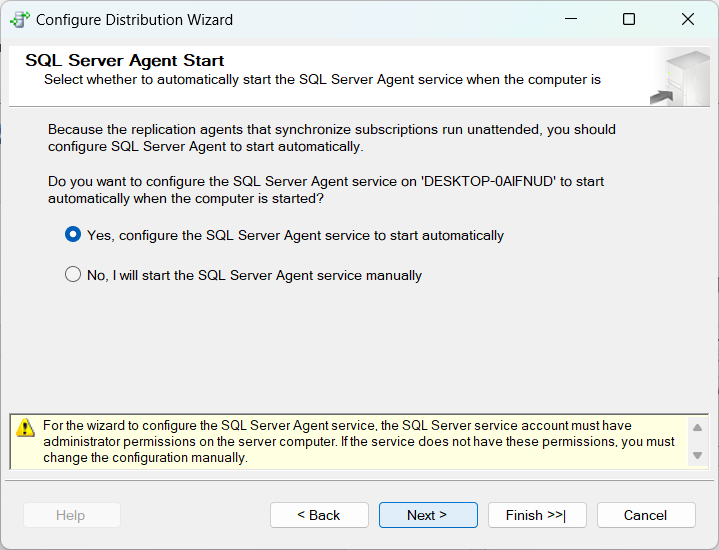 Configure Distribution Wizard
SQL Server Agent Start
Select whether to automatically start the SQL Server Agent service when the computer is
Because the replication agents that synchronize subscriptions run unattended, you should
configure SQL Server Agent to start automatically.
Do you want to configure the SQL Server Agent service on 'DESKTOP-0AIFNUD' to start
automatically when the computer is started?
Yes, configure the SQL Server Agent service to start automatically
No, I will start the SQL Server Agent service manually
For the wizard to configure the SQL Server Agent service, the SQL Server service account must have
administrator permissions on the server computer. If the service does not have these permissions, you must
change the configuration manually.
Help
< Back
Next >
Finish >>|
Cancel